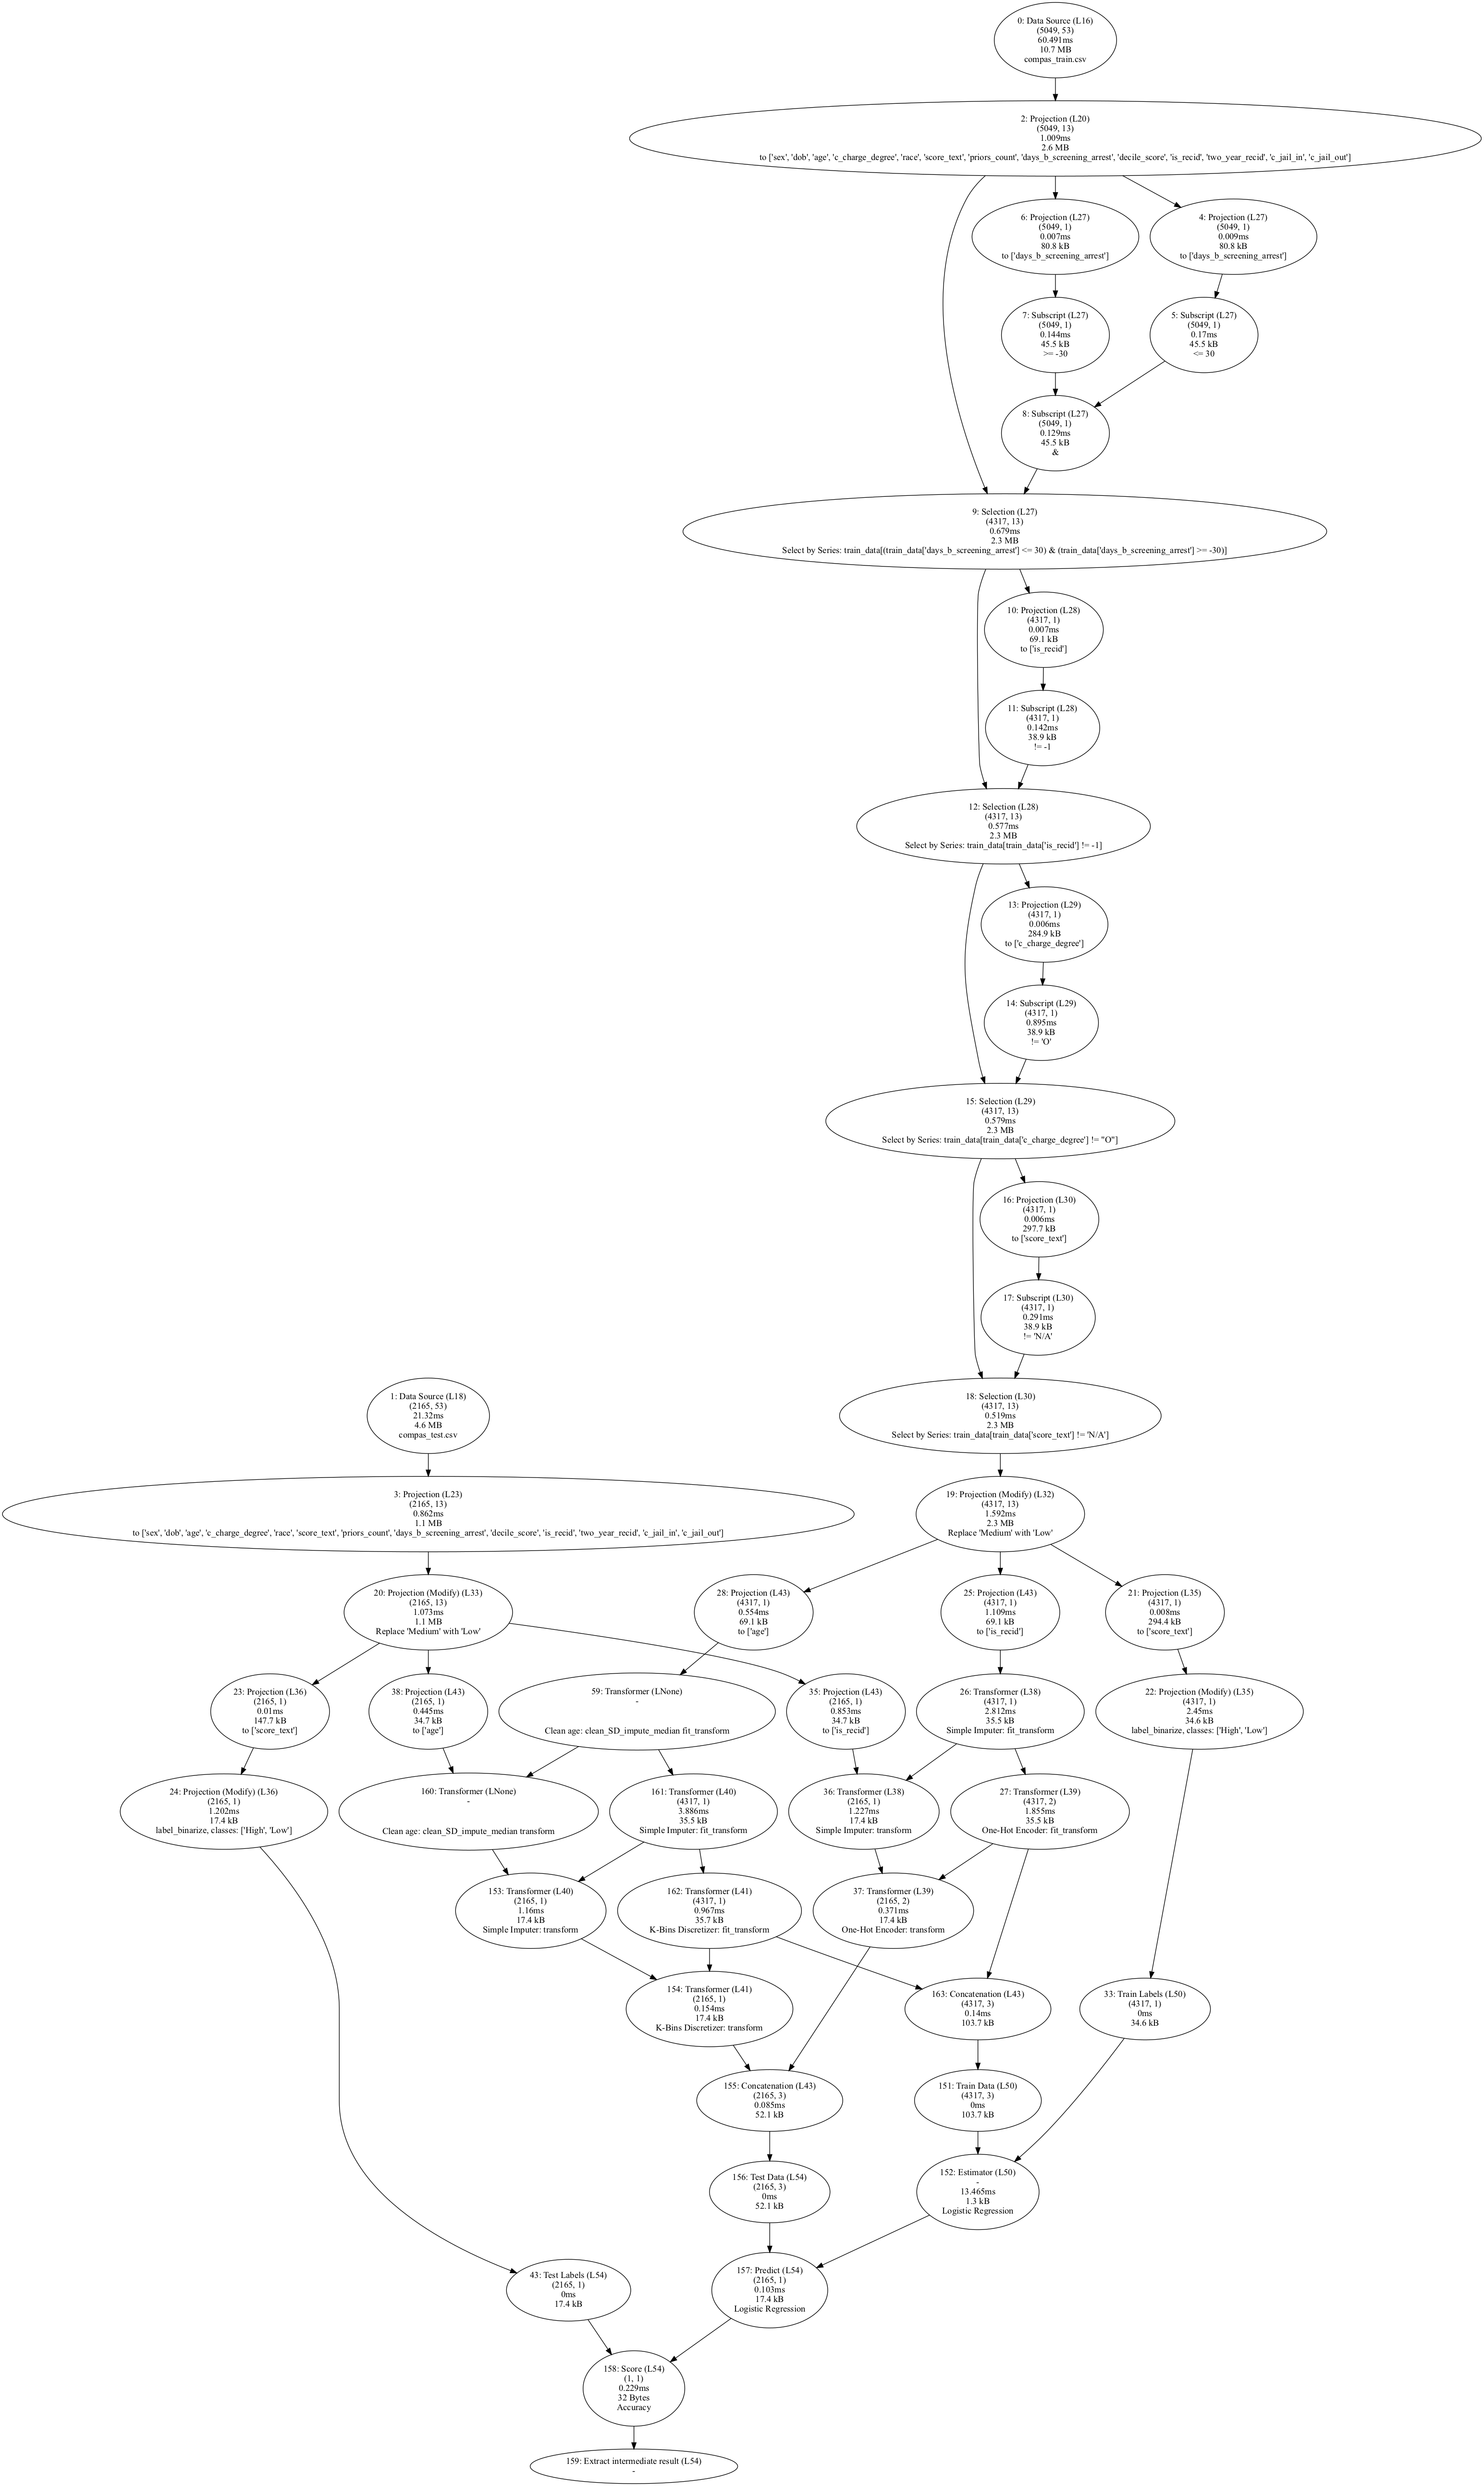 0: Data Source (L16)
(5049, 53)
60.491ms
10.7 MB
compas_train.csv
2: Projection (L20)
(5049, 13)
1.009ms
2.6 MB
to ['sex', 'dob', 'age', 'c_charge_degree', 'race', 'score_text', 'priors_count', 'days_b_screening_arrest', 'decile_score', 'is_recid', 'two_year_recid', 'c_jail_in', 'c_jail_out']
6: Projection (L27)
(5049, 1)
0.007ms
80.8 kB
to ['days_b_screening_arrest']
4: Projection (L27)
(5049, 1)
0.009ms
80.8 kB
to ['days_b_screening_arrest']
7: Subscript (L27)
(5049, 1)
0.144ms
45.5 kB
>= -30
5: Subscript (L27)
(5049, 1)
0.17ms
45.5 kB
<= 30
8: Subscript (L27)
(5049, 1)
0.129ms
45.5 kB
&
9: Selection (L27)
(4317, 13)
0.679ms
2.3 MB
Select by Series: train_data[(train_data['days_b_screening_arrest'] <= 30) & (train_data['days_b_screening_arrest'] >= -30)]
10: Projection (L28)
(4317, 1)
0.007ms
69.1 kB
to ['is_recid']
11: Subscript (L28)
(4317, 1)
0.142ms
38.9 kB
!= -1
12: Selection (L28)
(4317, 13)
0.577ms
2.3 MB
Select by Series: train_data[train_data['is_recid'] != -1]
13: Projection (L29)
(4317, 1)
0.006ms
284.9 kB
to ['c_charge_degree']
14: Subscript (L29)
(4317, 1)
0.895ms
38.9 kB
!= 'O'
15: Selection (L29)
(4317, 13)
0.579ms
2.3 MB
Select by Series: train_data[train_data['c_charge_degree'] != "O"]
16: Projection (L30)
(4317, 1)
0.006ms
297.7 kB
to ['score_text']
17: Subscript (L30)
(4317, 1)
0.291ms
38.9 kB
!= 'N/A'
1: Data Source (L18)
(2165, 53)
21.32ms
4.6 MB
compas_test.csv
18: Selection (L30)
(4317, 13)
0.519ms
2.3 MB
Select by Series: train_data[train_data['score_text'] != 'N/A']
3: Projection (L23)
(2165, 13)
0.862ms
1.1 MB
to ['sex', 'dob', 'age', 'c_charge_degree', 'race', 'score_text', 'priors_count', 'days_b_screening_arrest', 'decile_score', 'is_recid', 'two_year_recid', 'c_jail_in', 'c_jail_out']
19: Projection (Modify) (L32)
(4317, 13)
1.592ms
2.3 MB
Replace 'Medium' with 'Low'
20: Projection (Modify) (L33)
(2165, 13)
1.073ms
1.1 MB
Replace 'Medium' with 'Low'
28: Projection (L43)
(4317, 1)
0.554ms
69.1 kB
to ['age']
25: Projection (L43)
(4317, 1)
1.109ms
69.1 kB
to ['is_recid']
21: Projection (L35)
(4317, 1)
0.008ms
294.4 kB
to ['score_text']
23: Projection (L36)
(2165, 1)
0.01ms
147.7 kB
to ['score_text']
38: Projection (L43)
(2165, 1)
0.445ms
34.7 kB
to ['age']
59: Transformer (LNone)
-
Clean age: clean_SD_impute_median fit_transform
35: Projection (L43)
(2165, 1)
0.853ms
34.7 kB
to ['is_recid']
26: Transformer (L38)
(4317, 1)
2.812ms
35.5 kB
Simple Imputer: fit_transform
22: Projection (Modify) (L35)
(4317, 1)
2.45ms
34.6 kB
label_binarize, classes: ['High', 'Low']
24: Projection (Modify) (L36)
(2165, 1)
1.202ms
17.4 kB
label_binarize, classes: ['High', 'Low']
160: Transformer (LNone)
-
Clean age: clean_SD_impute_median transform
161: Transformer (L40)
(4317, 1)
3.886ms
35.5 kB
Simple Imputer: fit_transform
36: Transformer (L38)
(2165, 1)
1.227ms
17.4 kB
Simple Imputer: transform
27: Transformer (L39)
(4317, 2)
1.855ms
35.5 kB
One-Hot Encoder: fit_transform
153: Transformer (L40)
(2165, 1)
1.16ms
17.4 kB
Simple Imputer: transform
162: Transformer (L41)
(4317, 1)
0.967ms
35.7 kB
K-Bins Discretizer: fit_transform
37: Transformer (L39)
(2165, 2)
0.371ms
17.4 kB
One-Hot Encoder: transform
154: Transformer (L41)
(2165, 1)
0.154ms
17.4 kB
K-Bins Discretizer: transform
163: Concatenation (L43)
(4317, 3)
0.14ms
103.7 kB
33: Train Labels (L50)
(4317, 1)
0ms
34.6 kB
155: Concatenation (L43)
(2165, 3)
0.085ms
52.1 kB
151: Train Data (L50)
(4317, 3)
0ms
103.7 kB
156: Test Data (L54)
(2165, 3)
0ms
52.1 kB
152: Estimator (L50)
-
13.465ms
1.3 kB
Logistic Regression
43: Test Labels (L54)
(2165, 1)
0ms
17.4 kB
157: Predict (L54)
(2165, 1)
0.103ms
17.4 kB
Logistic Regression
158: Score (L54)
(1, 1)
0.229ms
32 Bytes
Accuracy
159: Extract intermediate result (L54)
-